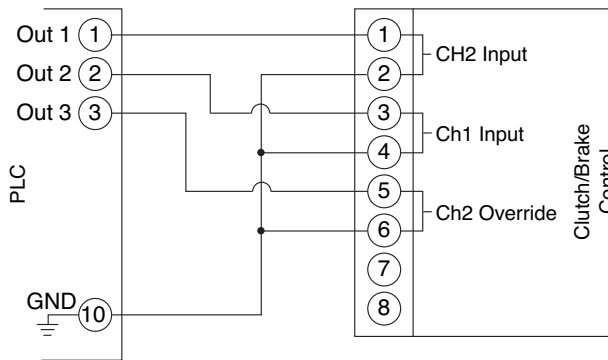 Out 1 1
Out 2 2
Out 3 3
PLC
GND 10
1
2
3
4
5
6
7
8
CH2 Input
Ch1 Input
Ch2 Override
Clutch/Brake
Control